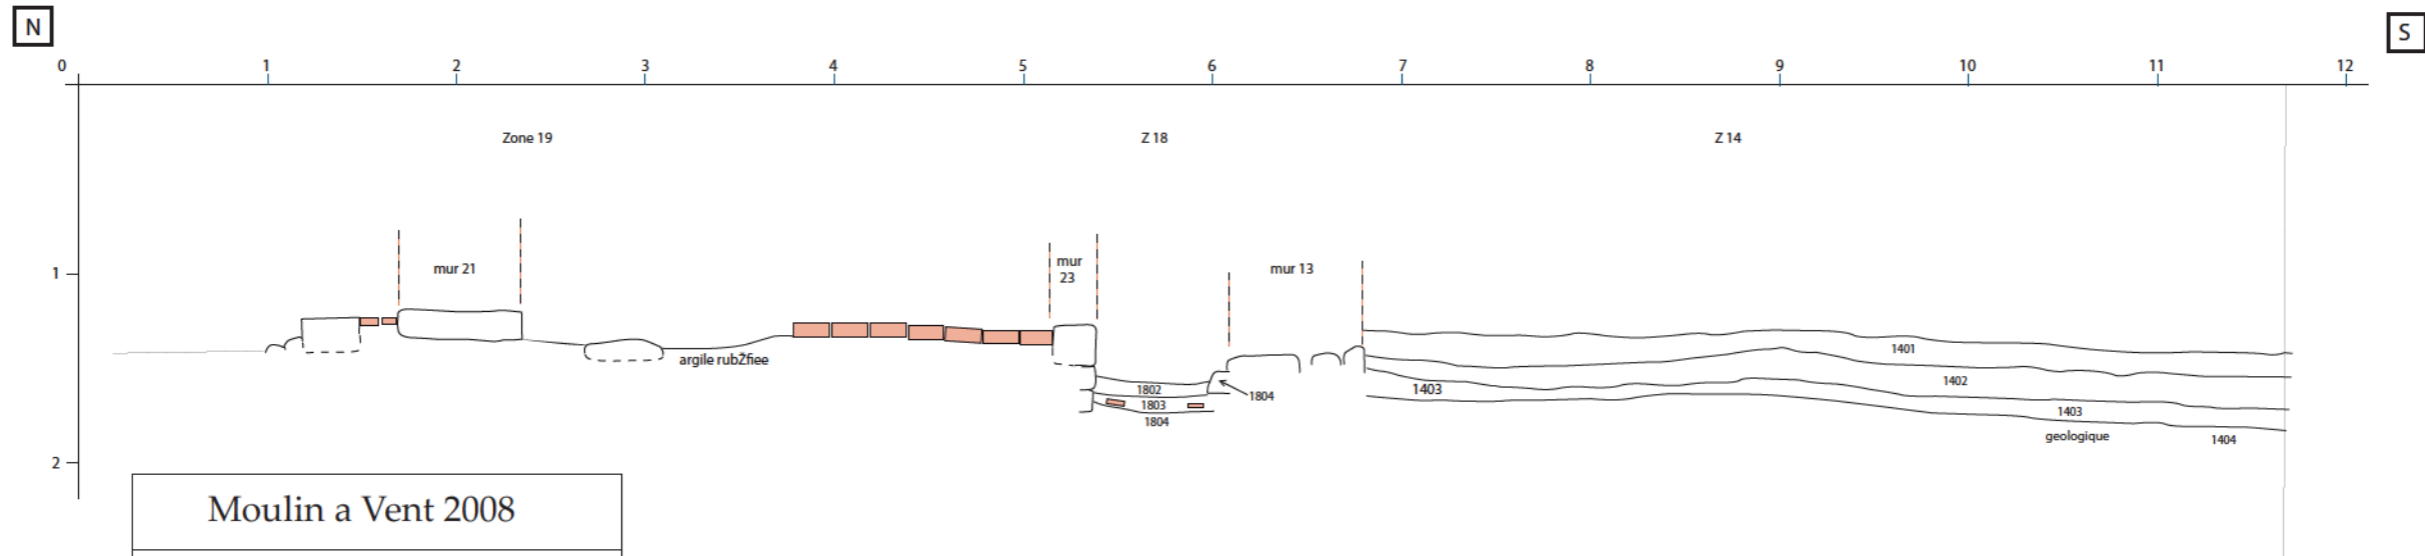 N
S
0 1 2 3 4 5 6 7 8 9 10 11 12
Zone 19
Z 18
Z 14
1
mur 21
mur
23
mur 13
1401
argile rubŽfiee
1402
1802
1403
1804
1803
1403
1804
geologique
1404
2
Moulin a Vent 2008